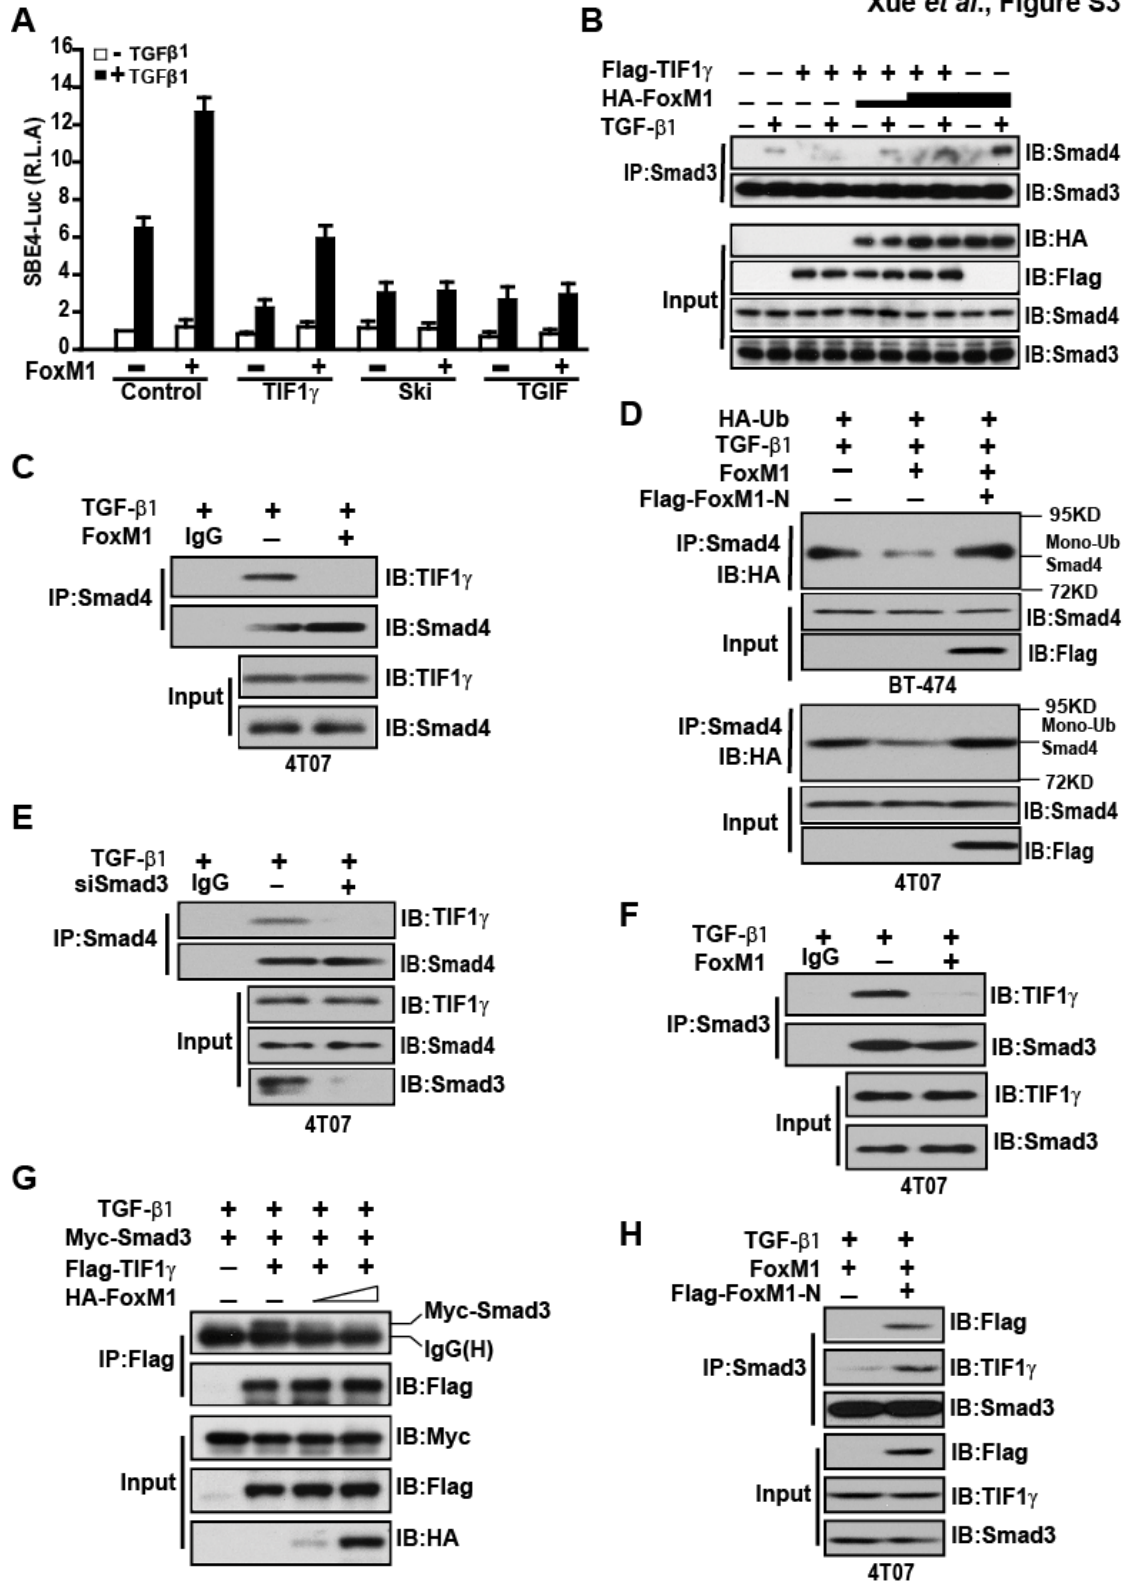 Xue et al., Figure S3
A
16
14
12
10
8
6
4
2
0
SBE4-Luc (R.L.A)
- TGFβ1
+ TGFβ1
FoxM1 − + − + − + − +
Control TIF1γ Ski TGIF
B
Flag-TIF1γ − − + + + + + + − −
HA-FoxM1 − − − −
TGF-β1 − + − + − + − + − +
IP:Smad3
IB:Smad4
IB:Smad3
Input
IB:HA
IB:Flag
IB:Smad4
IB:Smad3
C
TGF-β1 + + +
FoxM1 IgG − +
IP:Smad4
IB:TIF1γ
IB:Smad4
Input
IB:TIF1γ
IB:Smad4
4T07
D
HA-Ub + + +
TGF-β1 + + +
FoxM1 − + +
Flag-FoxM1-N − − +
IP:Smad4
IB:HA
95KD
Mono-Ub
Smad4
72KD
Input
IB:Smad4
IB:Flag
BT-474
IP:Smad4
IB:HA
95KD
Mono-Ub
Smad4
72KD
Input
IB:Smad4
IB:Flag
4T07
E
TGF-β1 + + +
siSmad3 IgG − +
IP:Smad4
IB:TIF1γ
IB:Smad4
Input
IB:TIF1γ
IB:Smad4
IB:Smad3
4T07
F
TGF-β1 + + +
FoxM1 IgG − +
IP:Smad3
IB:TIF1γ
IB:Smad3
Input
IB:TIF1γ
IB:Smad3
4T07
G
TGF-β1 + + + +
Myc-Smad3 + + + +
Flag-TIF1γ − + + +
HA-FoxM1 − −
IP:Flag
Myc-Smad3
IgG(H)
IB:Flag
Input
IB:Myc
IB:Flag
IB:HA
H
TGF-β1 + +
FoxM1 + +
Flag-FoxM1-N − +
IP:Smad3
IB:Flag
IB:TIF1γ
IB:Smad3
Input
IB:Flag
IB:TIF1γ
IB:Smad3
4T07